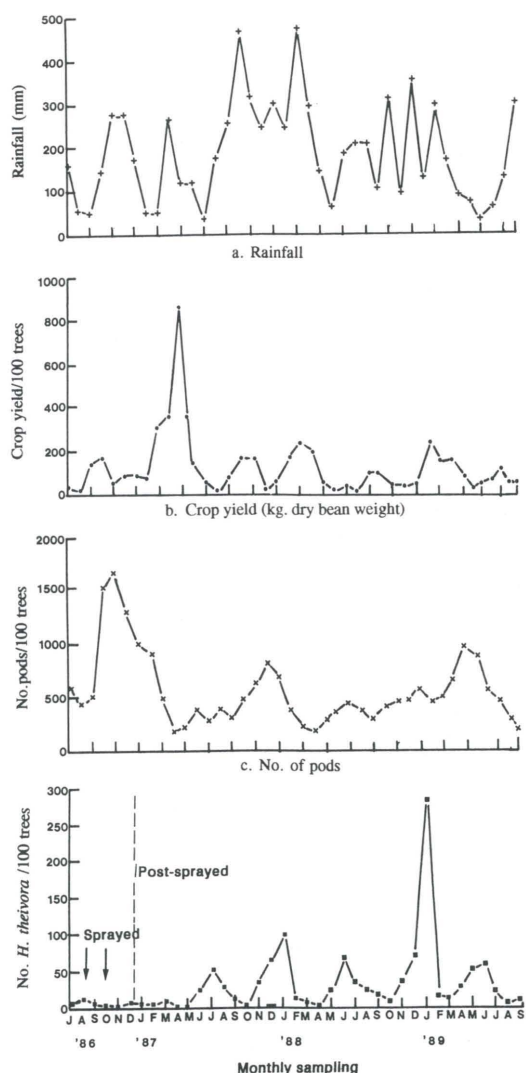 500
400
300
200
100
0
Rainfall (mm)
a. Rainfall
1000
800
600
400
200
0
Crop yield/100 trees
b. Crop yield (kg. dry bean weight)
2000
1500
1000
500
0
No. pods/100 trees
c. No. of pods
300
250
200
150
100
50
0
No. H. theivora /100 trees
Post-sprayed
Sprayed
J A S O N D J F M A M J J A S O N D J F M A M J J A S O N D J F M A M J J A S
'86 '87 '88 '89
Monthly sampling